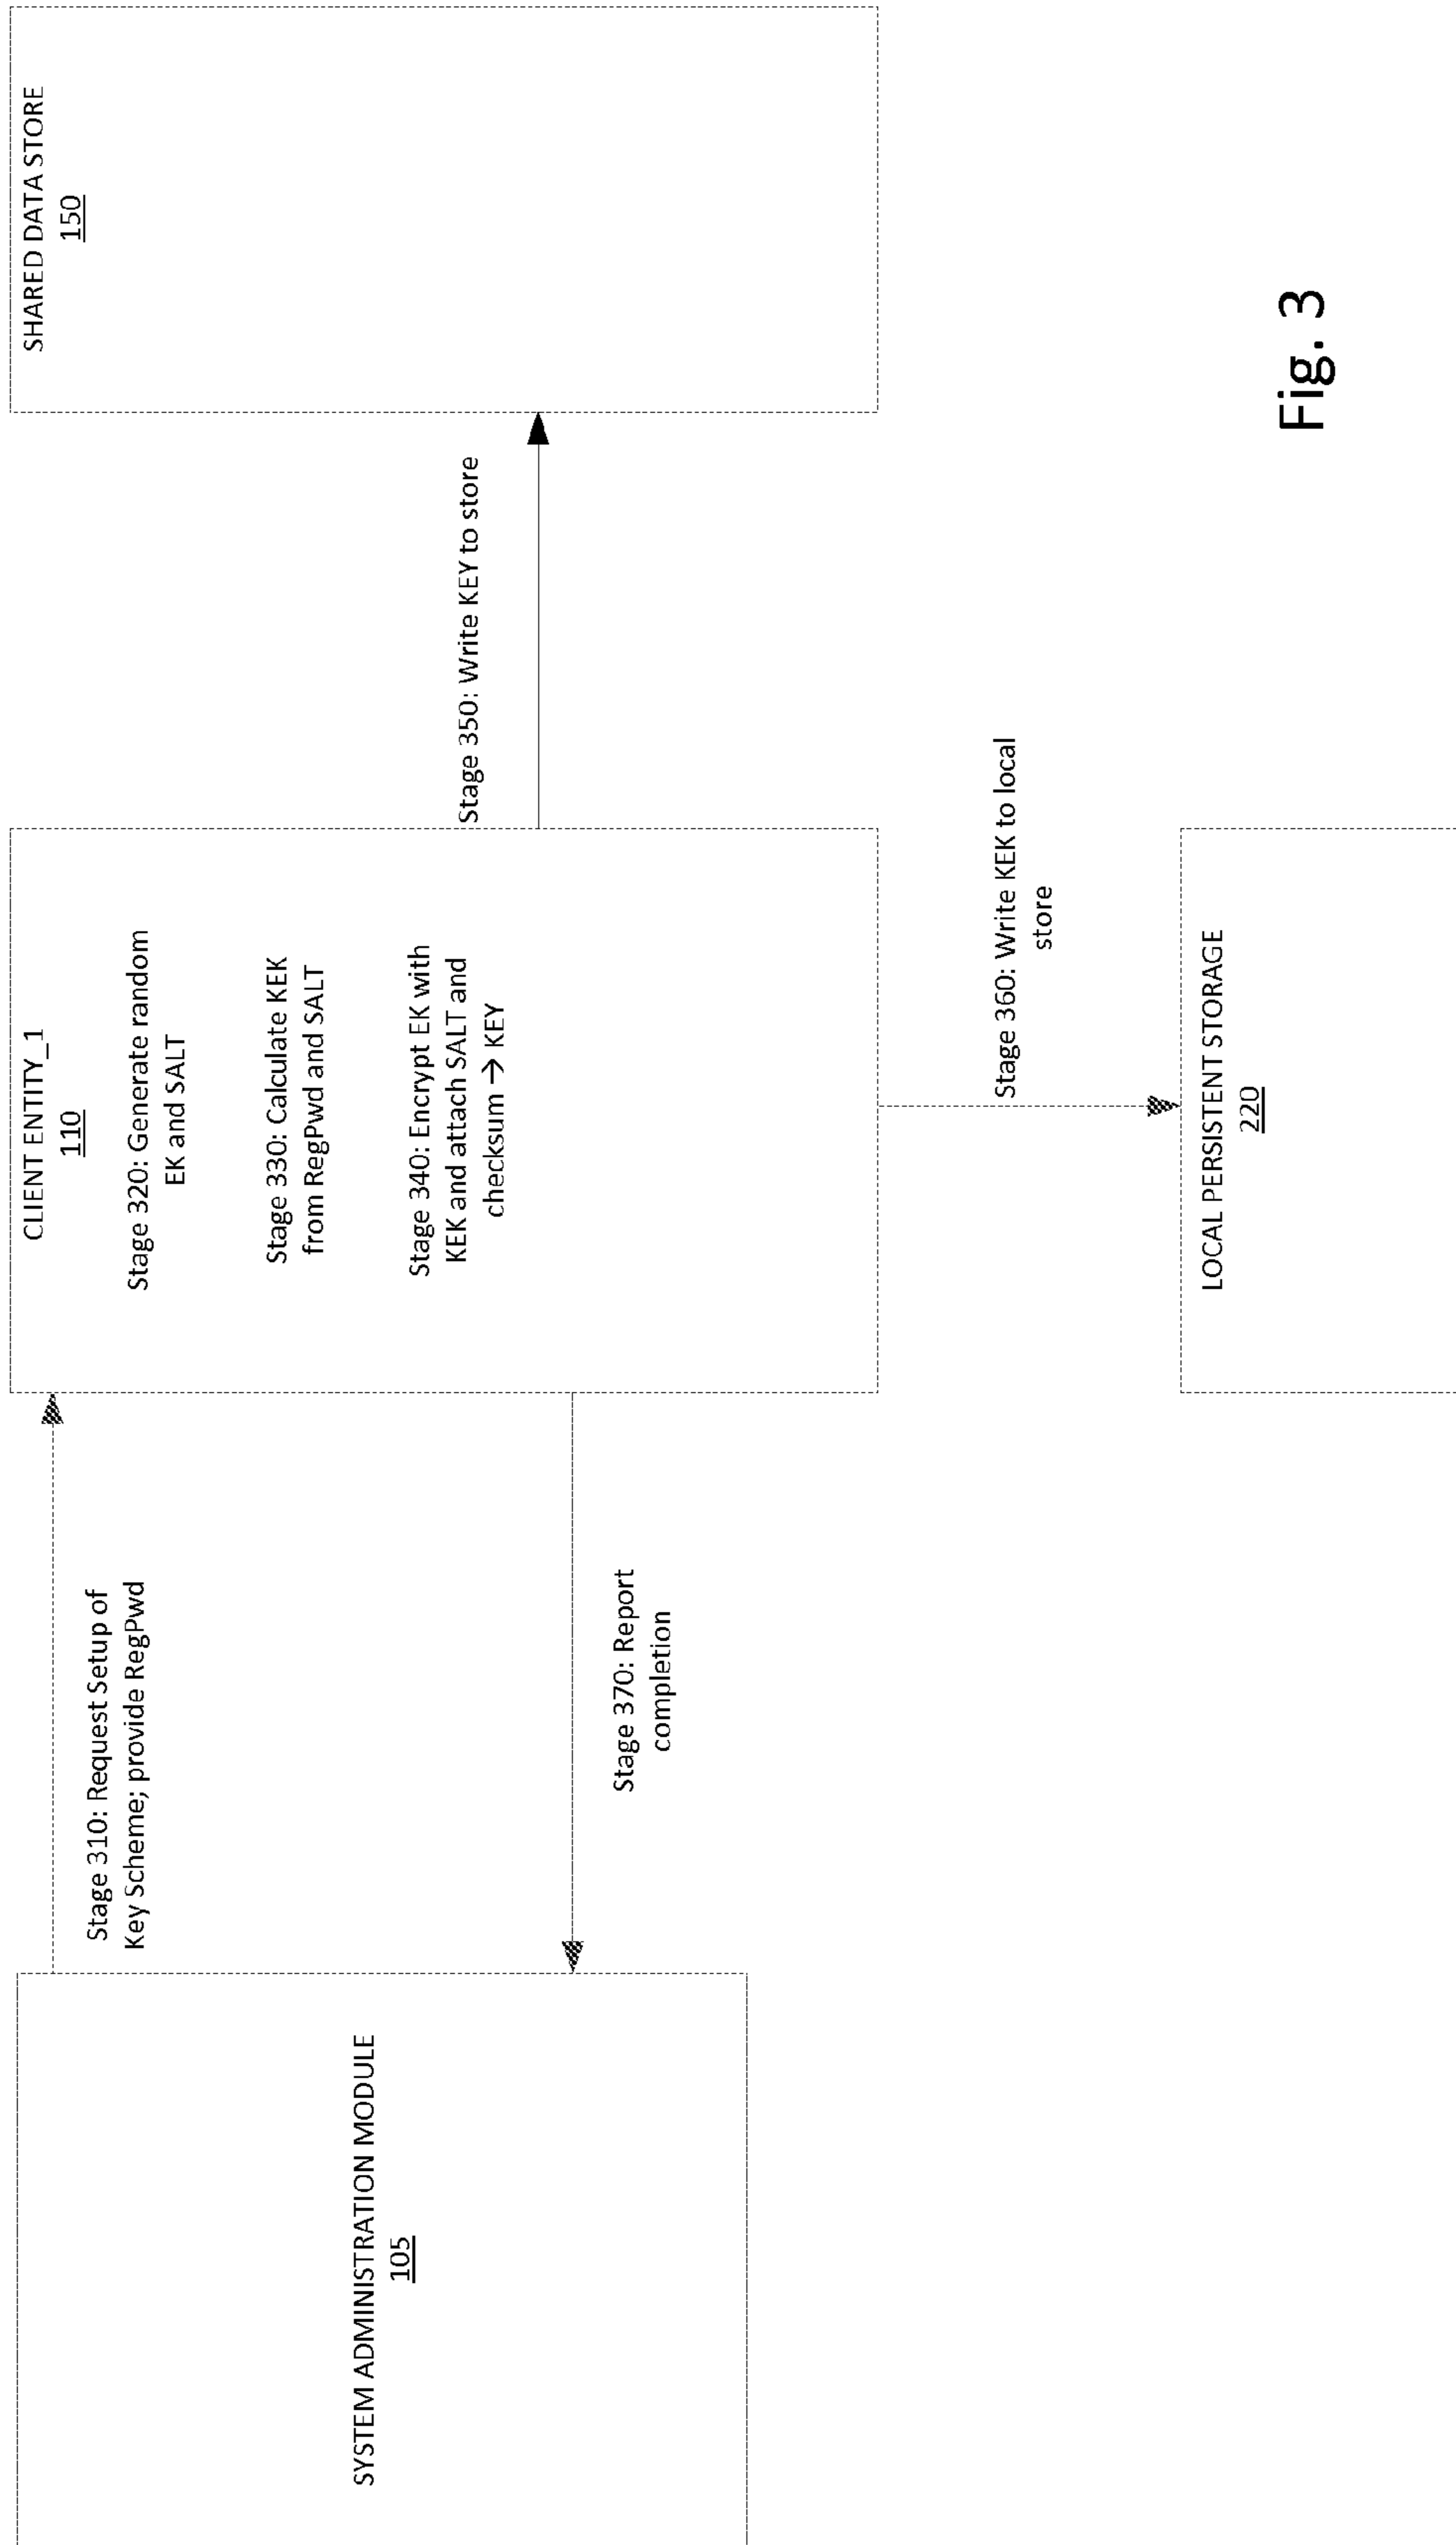 SYSTEM ADMINISTRATION MODULE
105
Stage 310: Request Setup of
Key Scheme; provide RegPwd
Stage 370: Report
completion
CLIENT ENTITY_1
110
Stage 320: Generate random
EK and SALT
Stage 330: Calculate KEK
from RegPwd and SALT
Stage 340: Encrypt EK with
KEK and attach SALT and
checksum → KEY
Stage 350: Write KEY to store
SHARED DATA STORE
150
Stage 360: Write KEK to local
store
LOCAL PERSISTENT STORAGE
220
Fig. 3